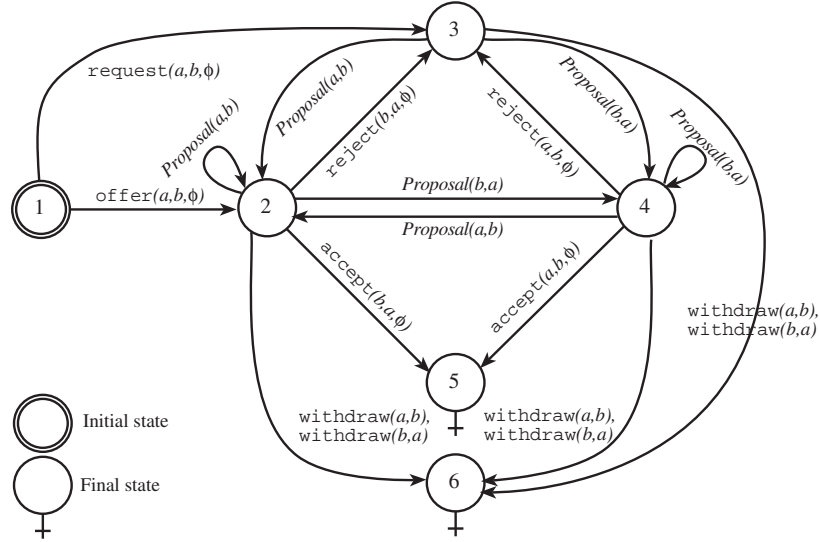 3
request(a,b,ϕ)
Proposal(a,b)
Proposal(a,b)
reject(b,a,ϕ)
reject(a,b,ϕ)
Proposal(b,a)
Proposal(b,a)
1
offer(a,b,ϕ)
2
Proposal(b,a)
Proposal(a,b)
4
accept(b,a,ϕ)
accept(a,b,ϕ)
withdraw(a,b),
withdraw(b,a)
5
withdraw(a,b),
withdraw(b,a)
withdraw(a,b),
withdraw(b,a)
Initial state
6
Final state